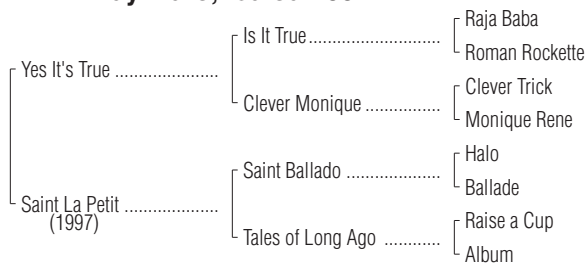 Raja Baba
Is It True
Roman Rockette
Yes It's True
Clever Trick
Clever Monique
Monique Rene
Halo
Saint Ballado
Ballade
Saint La Petit
(1997)
Raise a Cup
Tales of Long Ago
Album